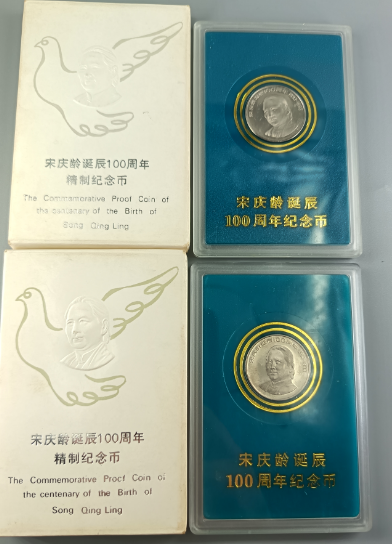 宋庆龄诞辰100周年
精制纪念币
The Commemorative Proof Coin of
the centenary of the Birth of
Song Qing Ling
宋庆龄诞辰
100周年纪念币
宋庆龄诞辰100周年
精制纪念币
The Commemorative Proof Coin of
the centenary of the Birth of
Song Qing Ling
宋庆龄诞辰
100周年纪念币